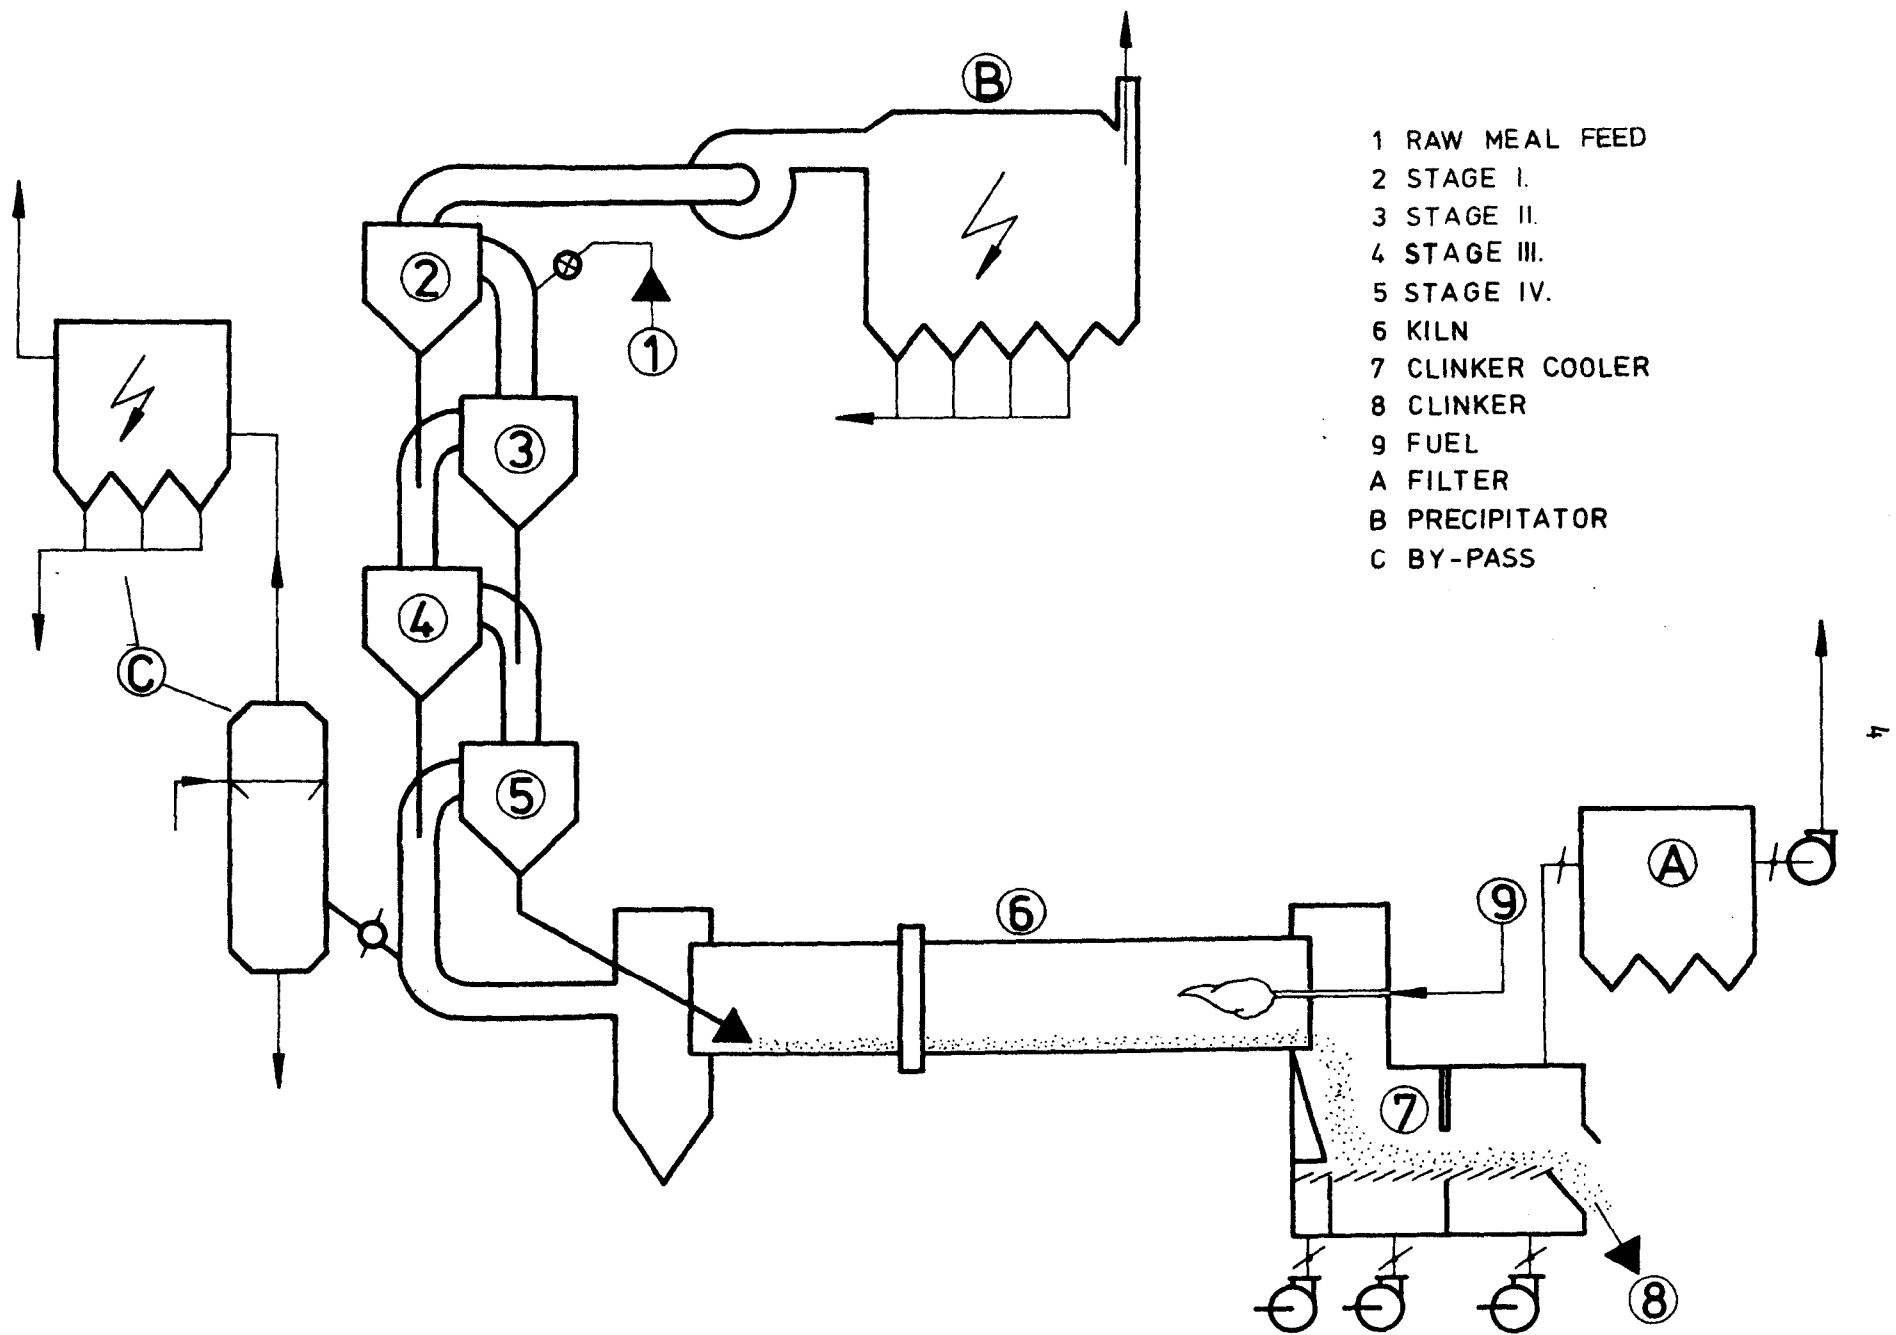 B
1 RAW MEAL FEED
2 STAGE I.
3 STAGE II.
4 STAGE III.
5 STAGE IV.
6 KILN
7 CLINKER COOLER
8 CLINKER
9 FUEL
A FILTER
B PRECIPITATOR
C BY-PASS
2
1
3
4
C
4
5
A
6
9
7
8